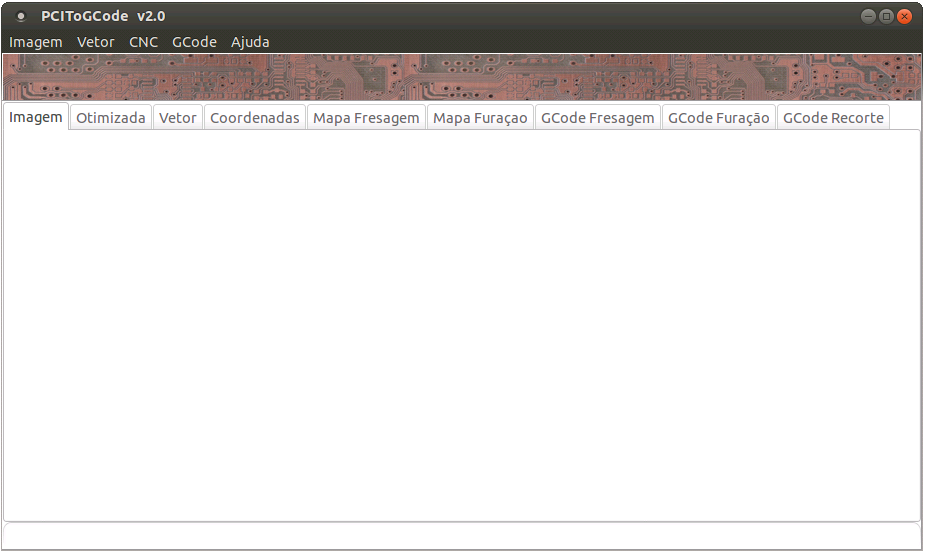 PCIToGCode v2.0
Imagem Vetor CNC GCode Ajuda
Imagem Otimizada Vetor Coordenadas Mapa Fresagem Mapa Furaçao GCode Fresagem GCode Furação GCode Recorte